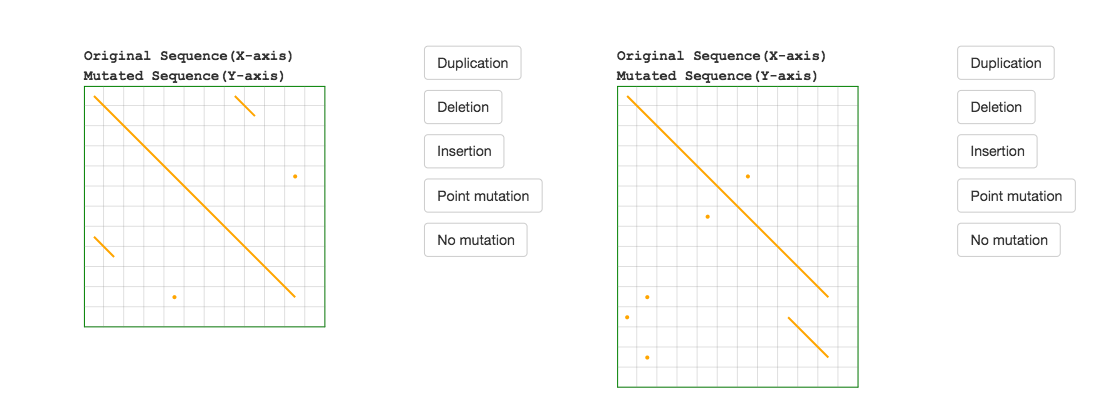 Original Sequence(X-axis)
Mutated Sequence(Y-axis)
Duplication
Deletion
Insertion
Point mutation
No mutation
Original Sequence(X-axis)
Mutated Sequence(Y-axis)
Duplication
Deletion
Insertion
Point mutation
No mutation